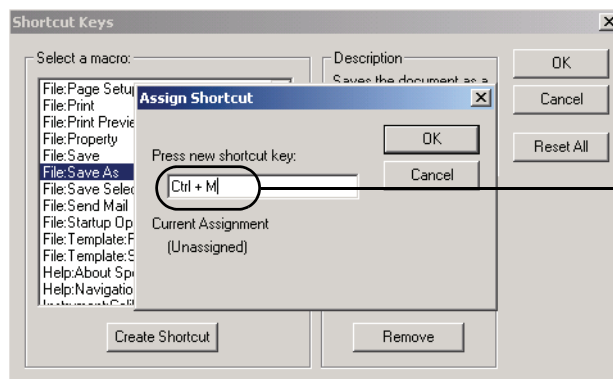 Shortcut Keys
Select a macro:
File:Page Setup
File:Print
File:Print Previe
File:Property
File:Save
File:Save As
File:Save Selec
File:Send Mail
File:Startup Op
File:Template:F
File:Template:S
Help:About Spe
Help:Navigatio
Create Shortcut
Description
Saves the document as a
Remove
OK
Cancel
Reset All
Assign Shortcut
Press new shortcut key:
Ctrl + M
Current Assignment
(Unassigned)
OK
Cancel